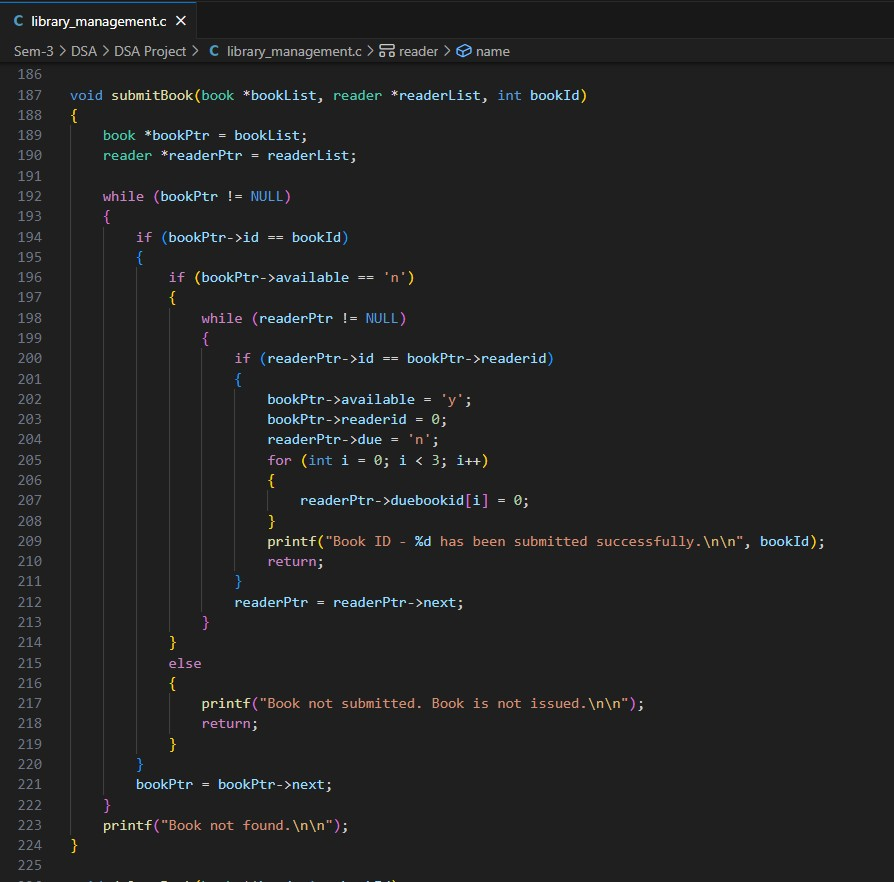 C library_management.c ×
Sem-3 > DSA > DSA Project > C library_management.c > reader > name
186
187 void submitBook(book *bookList, reader *readerList, int bookId)
188 {
189     book *bookPtr = bookList;
190     reader *readerPtr = readerList;
191
192     while (bookPtr != NULL)
193     {
194         if (bookPtr->id == bookId)
195         {
196             if (bookPtr->available == 'n')
197             {
198                 while (readerPtr != NULL)
199                 {
200                     if (readerPtr->id == bookPtr->readerid)
201                     {
202                         bookPtr->available = 'y';
203                         bookPtr->readerid = 0;
204                         readerPtr->due = 'n';
205                         for (int i = 0; i < 3; i++)
206                         {
207                             readerPtr->duebookid[i] = 0;
208                         }
209                         printf("Book ID - %d has been submitted successfully.\n\n", bookId);
210                         return;
211                     }
212                     readerPtr = readerPtr->next;
213                 }
214             }
215             else
216             {
217                 printf("Book not submitted. Book is not issued.\n\n");
218                 return;
219             }
220         }
221         bookPtr = bookPtr->next;
222     }
223     printf("Book not found.\n\n");
224 }
225